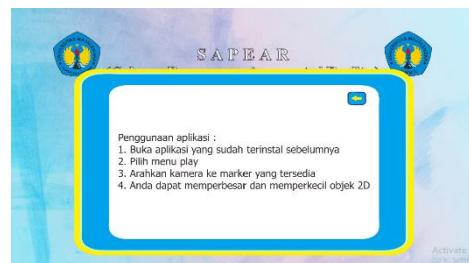 SAPEAR
Penggunaan aplikasi :
1. Buka aplikasi yang sudah terinstal sebelumnya
2. Pilih menu play
3. Arahkan kamera ke marker yang tersedia
4. Anda dapat memperbesar dan memperkecil objek 2D
Activate